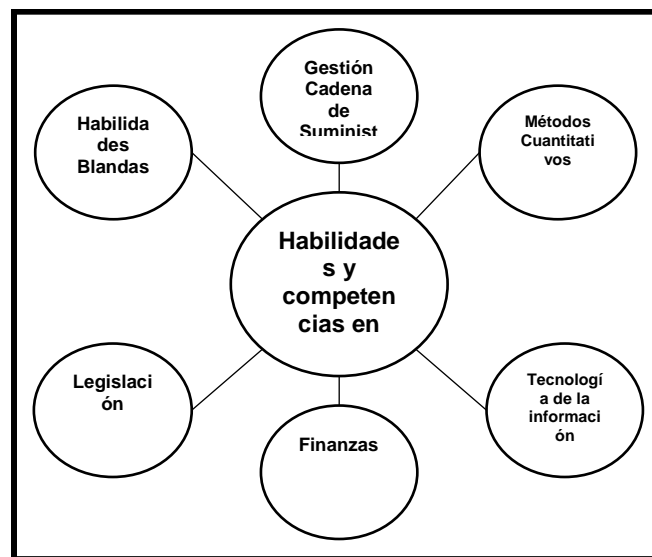 Gestión
Cadena
de
Suminist
Habilida
des
Blandas
Métodos
Cuantitati
vos
Habilidade
s y
competen
cias en
Legislaci
ón
Finanzas
Tecnologí
a de la
informaci
ón